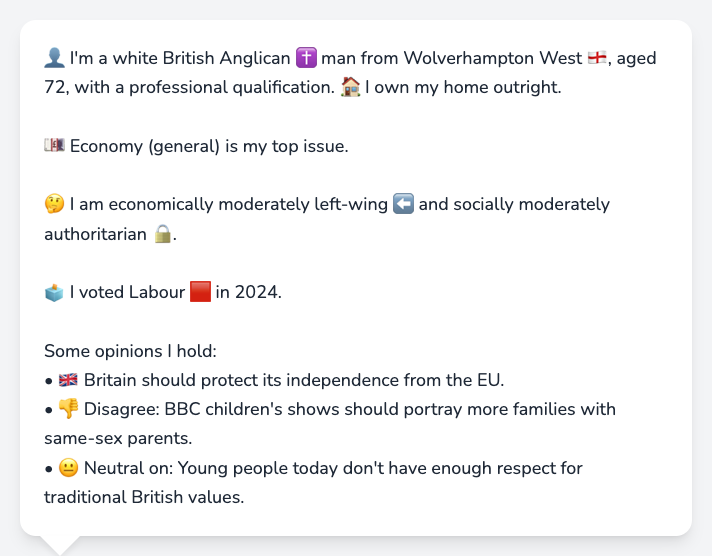 👤 I'm a white British Anglican ✝️ man from Wolverhampton West 🏴󠁧󠁢󠁥󠁮󠁧󠁿, aged
72, with a professional qualification. 🏠 I own my home outright.
💷 Economy (general) is my top issue.
🤔 I am economically moderately left-wing ⬅️ and socially moderately
authoritarian 🔒.
🗳️ I voted Labour 🟥 in 2024.
Some opinions I hold:
• 🇬🇧 Britain should protect its independence from the EU.
• 👎 Disagree: BBC children's shows should portray more families with
same-sex parents.
• 😐 Neutral on: Young people today don't have enough respect for
traditional British values.